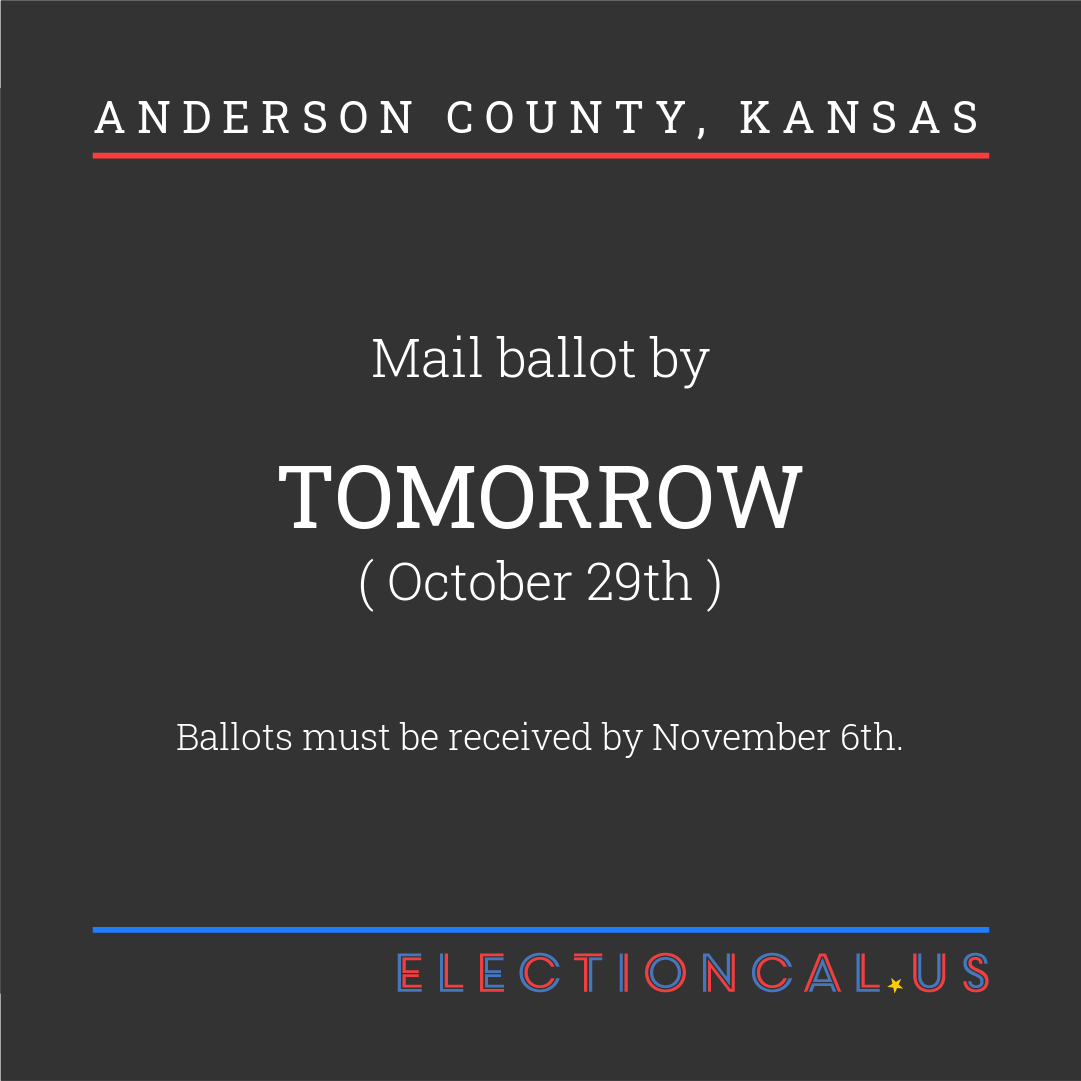 ANDERSON COUNTY, KANSAS
Mail ballot by
TOMORROW
( October 29th )
Ballots must be received by November 6th.
ELECTIONCAL.US